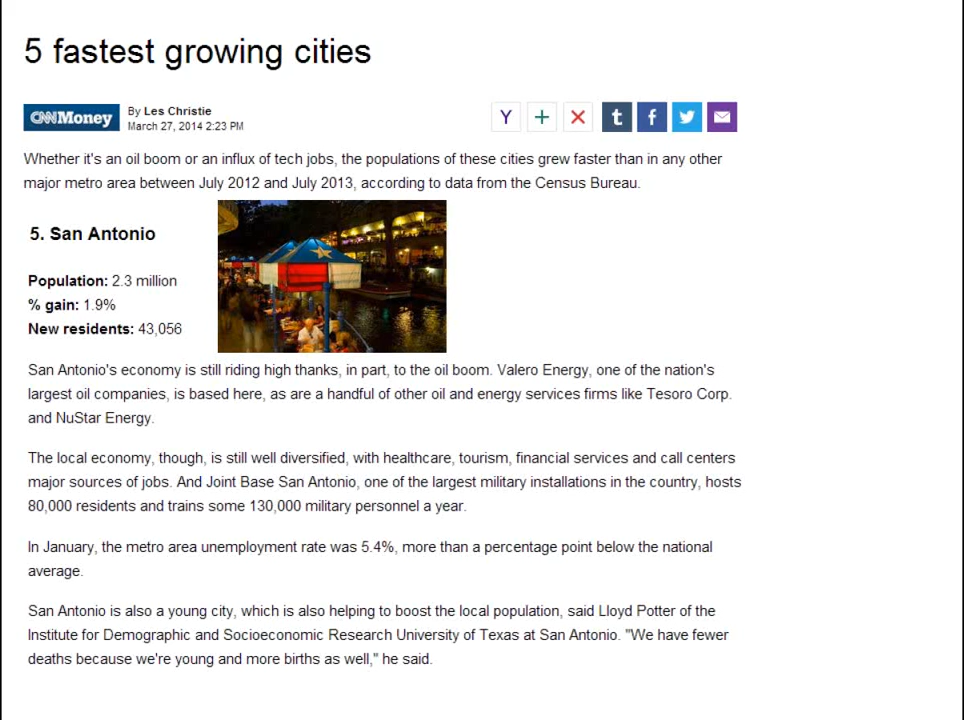 5 fastest growing cities
CNNMoney
By Les Christie
March 27, 2014 2:23 PM
Y + × t f
Whether it's an oil boom or an influx of tech jobs, the populations of these cities grew faster than in any other
major metro area between July 2012 and July 2013, according to data from the Census Bureau.
5. San Antonio
Population: 2.3 million
% gain: 1.9%
New residents: 43,056
San Antonio's economy is still riding high thanks, in part, to the oil boom. Valero Energy, one of the nation's
largest oil companies, is based here, as are a handful of other oil and energy services firms like Tesoro Corp.
and NuStar Energy.
The local economy, though, is still well diversified, with healthcare, tourism, financial services and call centers
major sources of jobs. And Joint Base San Antonio, one of the largest military installations in the country, hosts
80,000 residents and trains some 130,000 military personnel a year.
In January, the metro area unemployment rate was 5.4%, more than a percentage point below the national
average.
San Antonio is also a young city, which is also helping to boost the local population, said Lloyd Potter of the
Institute for Demographic and Socioeconomic Research University of Texas at San Antonio. "We have fewer
deaths because we're young and more births as well," he said.